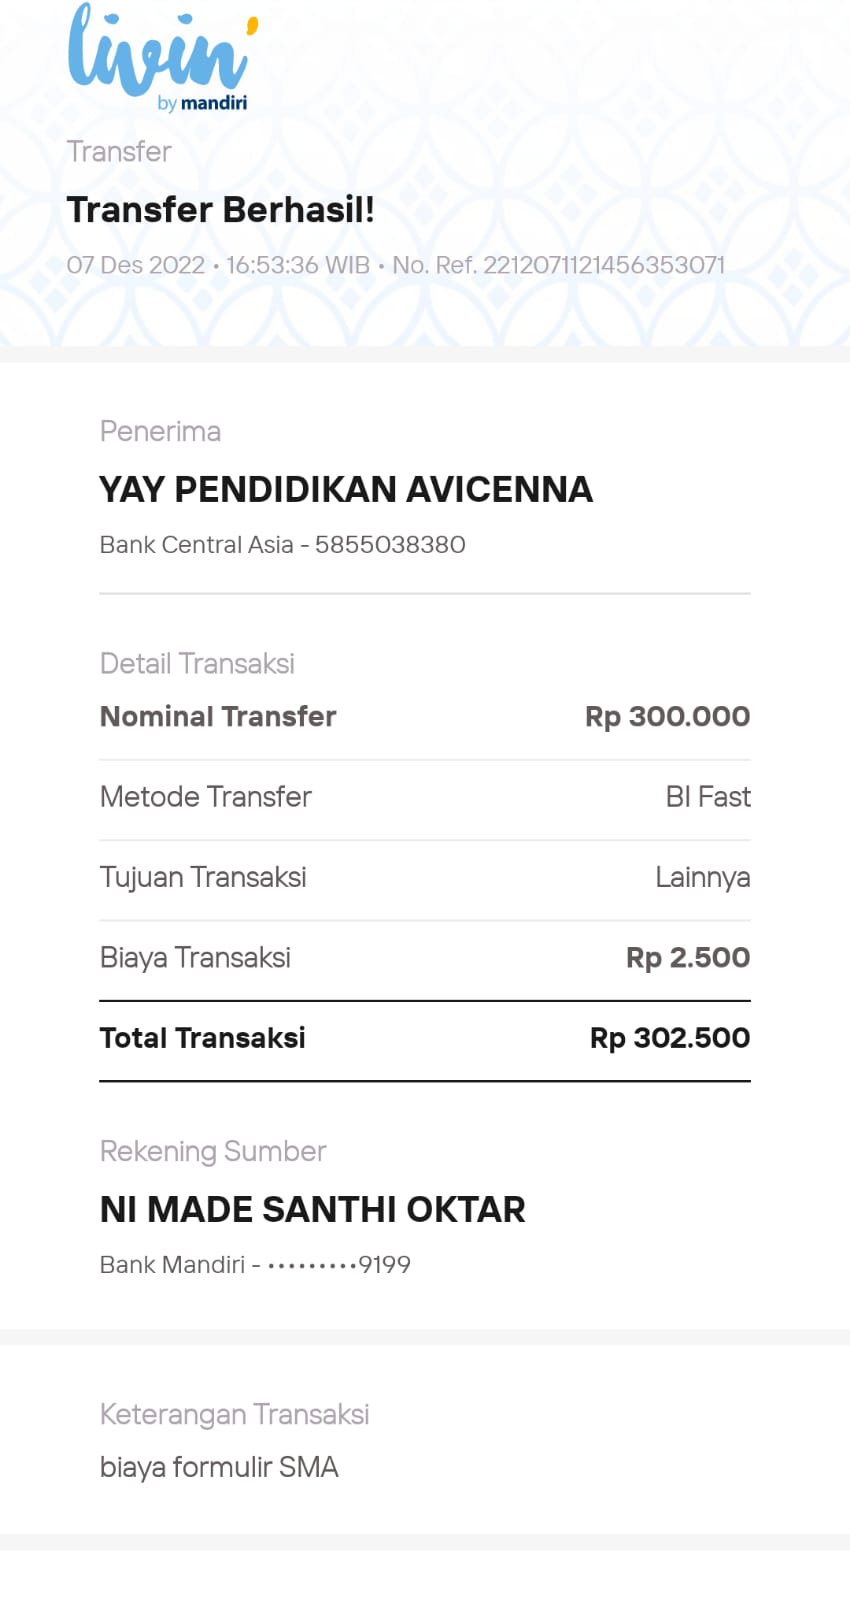 livin'
by mandiri
Transfer
Transfer Berhasil!
07 Des 2022 • 16:53:36 WIB • No. Ref. 2212071121456353071
Penerima
YAY PENDIDIKAN AVICENNA
Bank Central Asia - 5855038380
Detail Transaksi
Nominal Transfer Rp 300.000
Metode Transfer BI Fast
Tujuan Transaksi Lainnya
Biaya Transaksi Rp 2.500
Total Transaksi Rp 302.500
Rekening Sumber
NI MADE SANTHI OKTAR
Bank Mandiri - •••••••••9199
Keterangan Transaksi
biaya formulir SMA